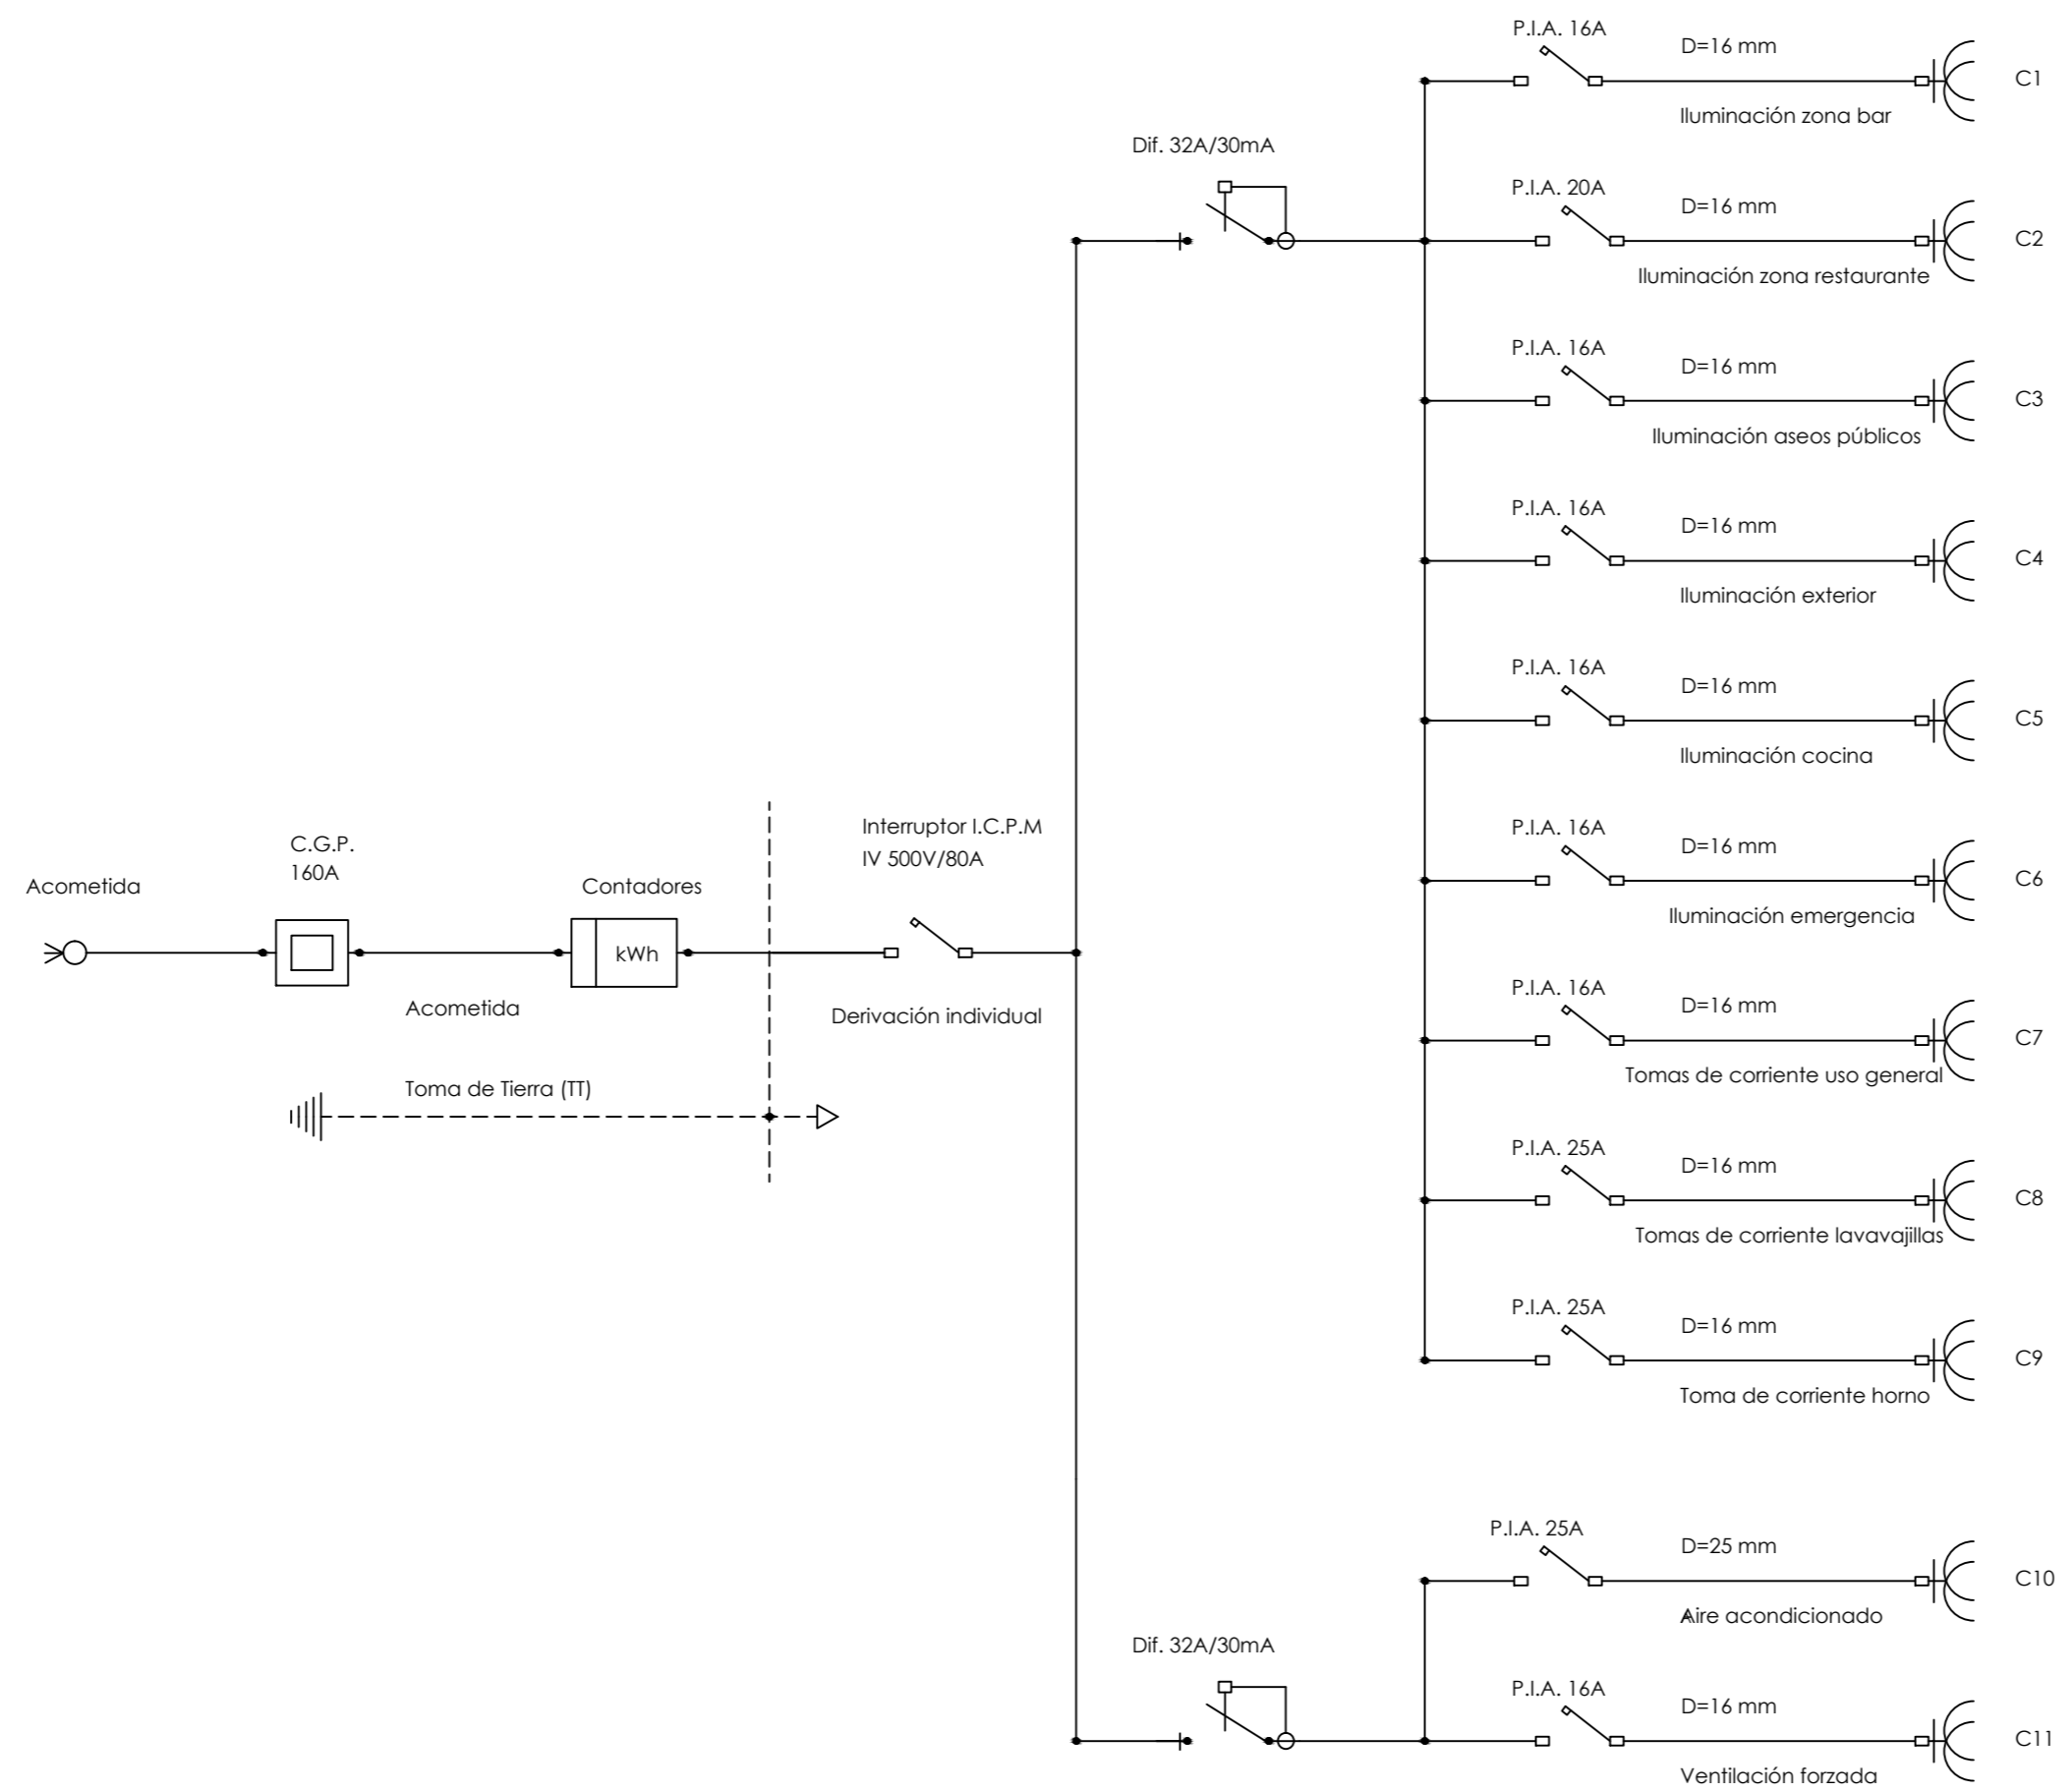 P.I.A. 16A
D=16 mm
C1
Iluminación zona bar
Dif. 32A/30mA
P.I.A. 20A
D=16 mm
C2
Iluminación zona restaurante
P.I.A. 16A
D=16 mm
C3
Iluminación aseos públicos
P.I.A. 16A
D=16 mm
C4
Iluminación exterior
P.I.A. 16A
D=16 mm
C5
Iluminación cocina
Interruptor I.C.P.M
IV 500V/80A
C.G.P.
160A
Acometida
Contadores
kWh
Acometida
Derivación individual
Toma de Tierra (TT)
P.I.A. 16A
D=16 mm
C6
Iluminación emergencia
P.I.A. 16A
D=16 mm
C7
Tomas de corriente uso general
P.I.A. 25A
D=16 mm
C8
Tomas de corriente lavavajillas
P.I.A. 25A
D=16 mm
C9
Toma de corriente horno
P.I.A. 25A
D=25 mm
C10
Aire acondicionado
Dif. 32A/30mA
P.I.A. 16A
D=16 mm
C11
Ventilación forzada